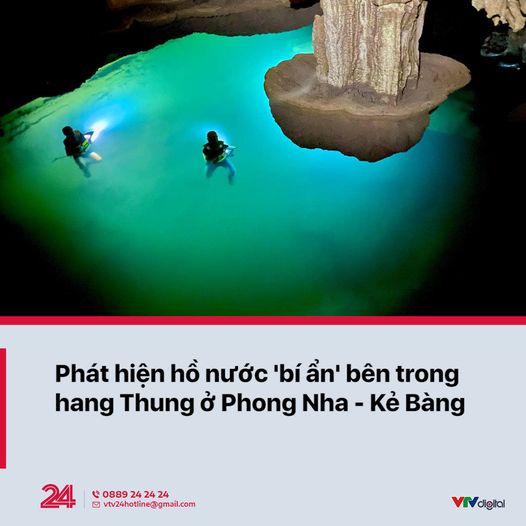 Phát hiện hồ nước 'bí ẩn' bên trong
hang Thung ở Phong Nha - Kẻ Bàng
24
0889 24 24 24
vtv24hotline@gmail.com
VTVdigital